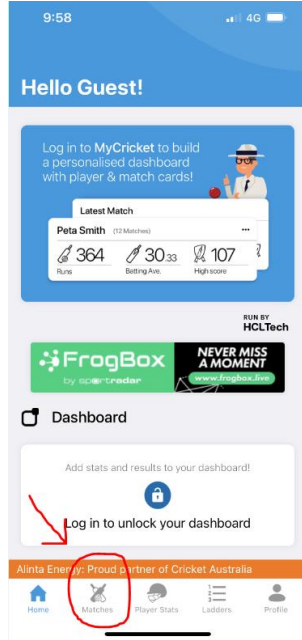 9:58
4G
Hello Guest!
Log in to MyCricket to build
a personalised dashboard
with player & match cards!
Latest Match
Peta Smith (12 Matches)
364
30.33
107
Runs
Batting Ave.
High score
RUN BY
HCLTech
FrogBox
by sportradar
NEVER MISS
A MOMENT
www.frogbox.live
Dashboard
Add stats and results to your dashboard!
Log in to unlock your dashboard
Alinta Energy: Proud partner of Cricket Australia
Home
Matches
Player Stats
Ladders
Profile